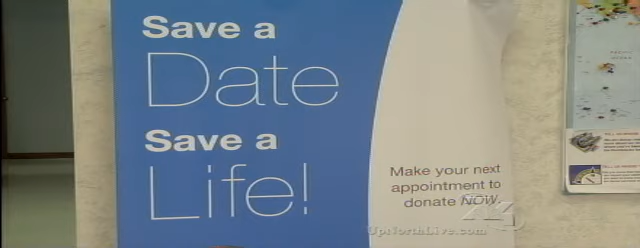 Save a
Date
Save a
Life!
Make your next
appointment to
donate NOW.
UpNorthLive.com